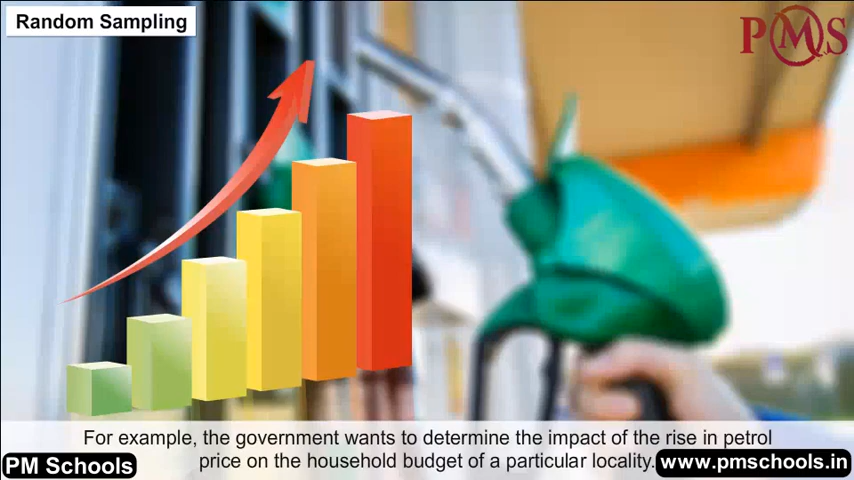 Random Sampling
PMS
For example, the government wants to determine the impact of the rise in petrol
price on the household budget of a particular locality.
PM Schools
www.pmschools.in